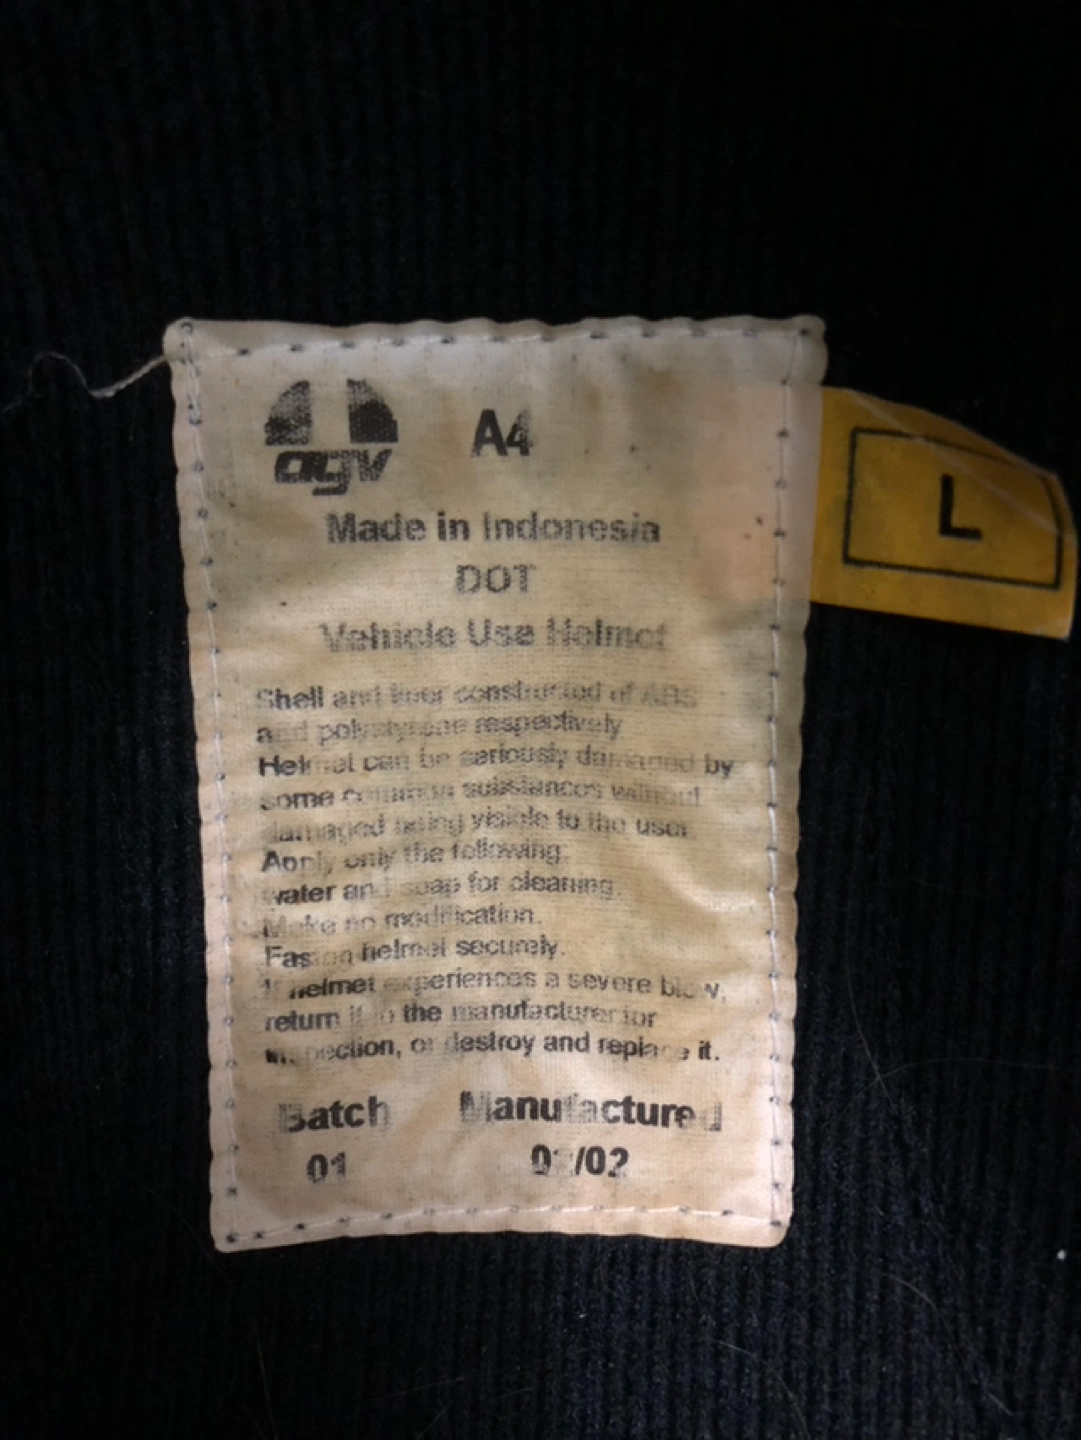 agv
A4
L
Made in Indonesia
DOT
Vehicle Use Helmet
Shell and liner constructed of ABS
and polystyrene respectively
Helmet can be seriously damaged by
some common substances without
damaged being visible to the user
Apply only the following:
water and soap for cleaning.
Make no modification.
Fasten helmet securely.
If helmet experiences a severe blow,
return it to the manufacturer for
inspection, or destroy and replace it.
Batch Manufactured
01